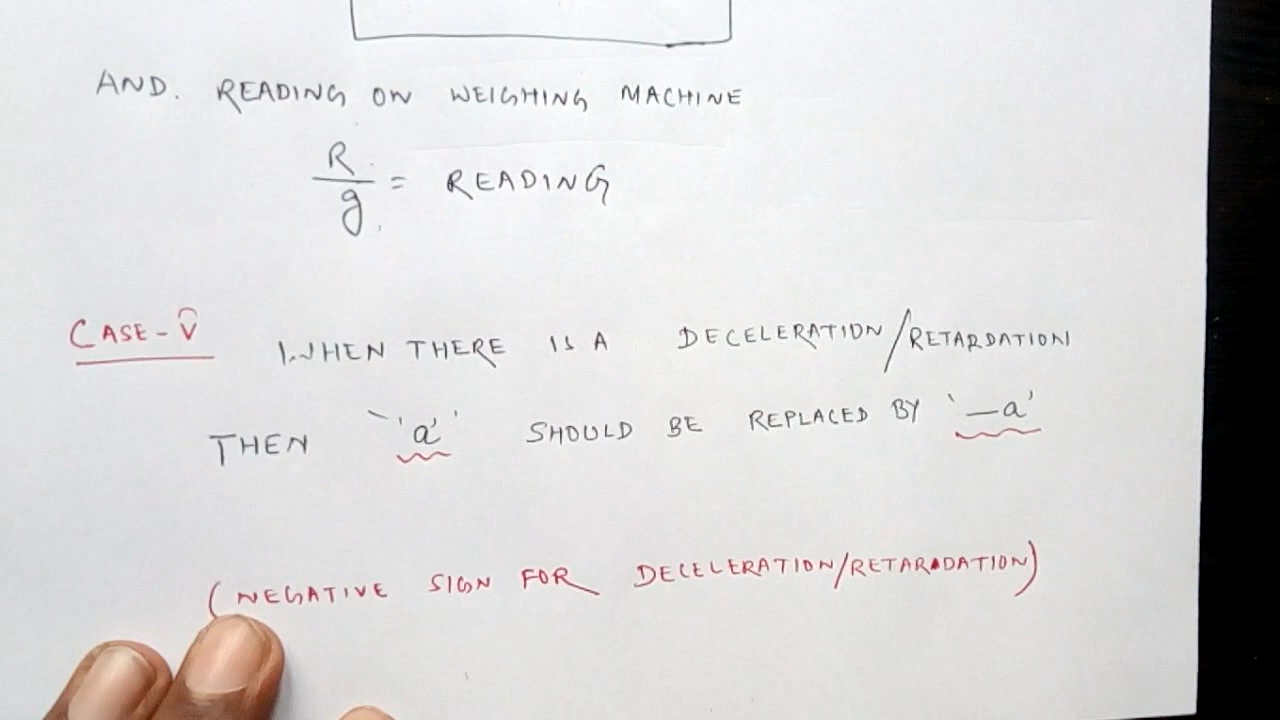 AND. READING ON WEIGHING MACHINE
R/g = READING
CASE-V WHEN THERE IS A DECELERATION/RETARDATION
THEN 'a' SHOULD BE REPLACED BY '-a'
(NEGATIVE SIGN FOR DECELERATION/RETARADATION)